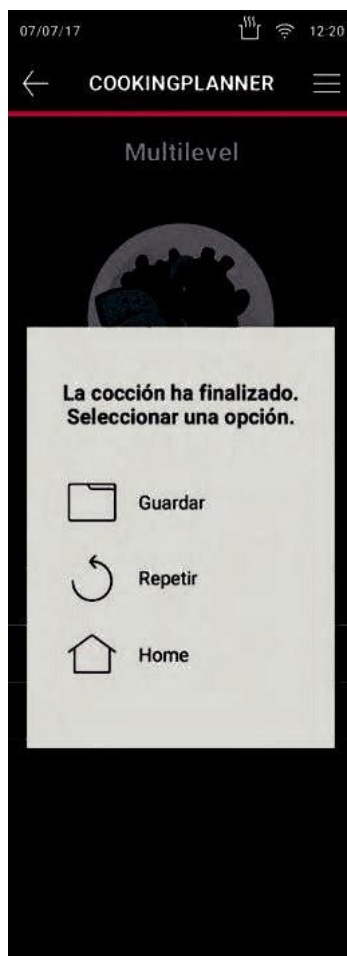 07/07/17 12:20
COOKINGPLANNER
Multilevel
La cocción ha finalizado.
Seleccionar una opción.
Guardar
Repetir
Home